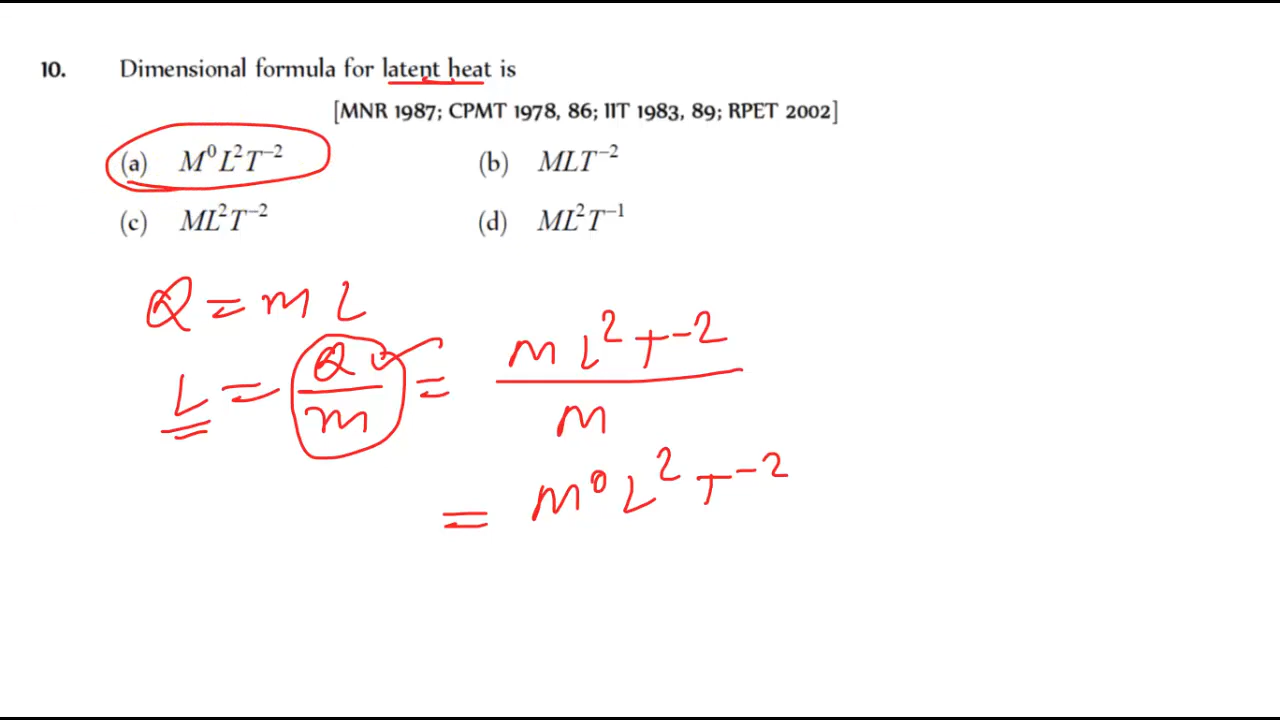 10. Dimensional formula for latent heat is
[MNR 1987; CPMT 1978, 86; IIT 1983, 89; RPET 2002]
(a) M⁰L²T⁻² (b) MLT⁻²
(c) ML²T⁻² (d) ML²T⁻¹
Q = m L
L = Q/m = ML²T⁻²/M
= M⁰L²T⁻²